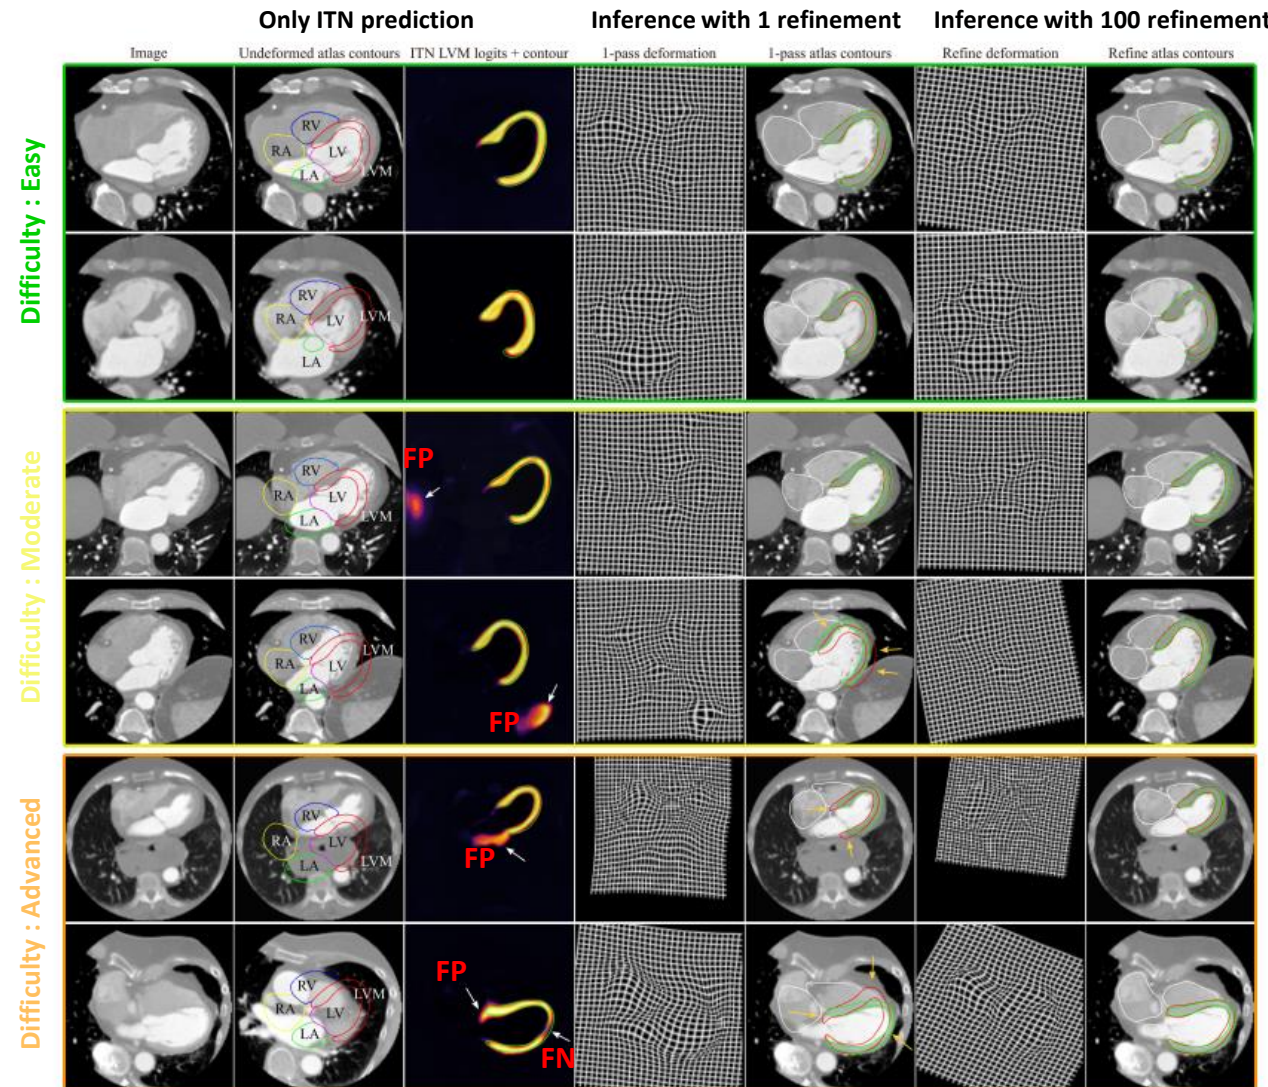 Only ITN prediction Inference with 1 refinement Inference with 100 refinement
Image Undeformed atlas contours ITN LVM logits + contour 1-pass deformation 1-pass atlas contours Refine deformation Refine atlas contours
Difficulty : Easy
RV
RA LV
LA LVM
RV
RA LV LVM
LA
Difficulty : Moderate
FP
RV
RA LV
LA LVM
RV
RA LV LVM
LA
FP
Difficulty : Advanced
RV
RA LV
LA LVM
FP
FP
RV LVM
RA LV
LA
FN